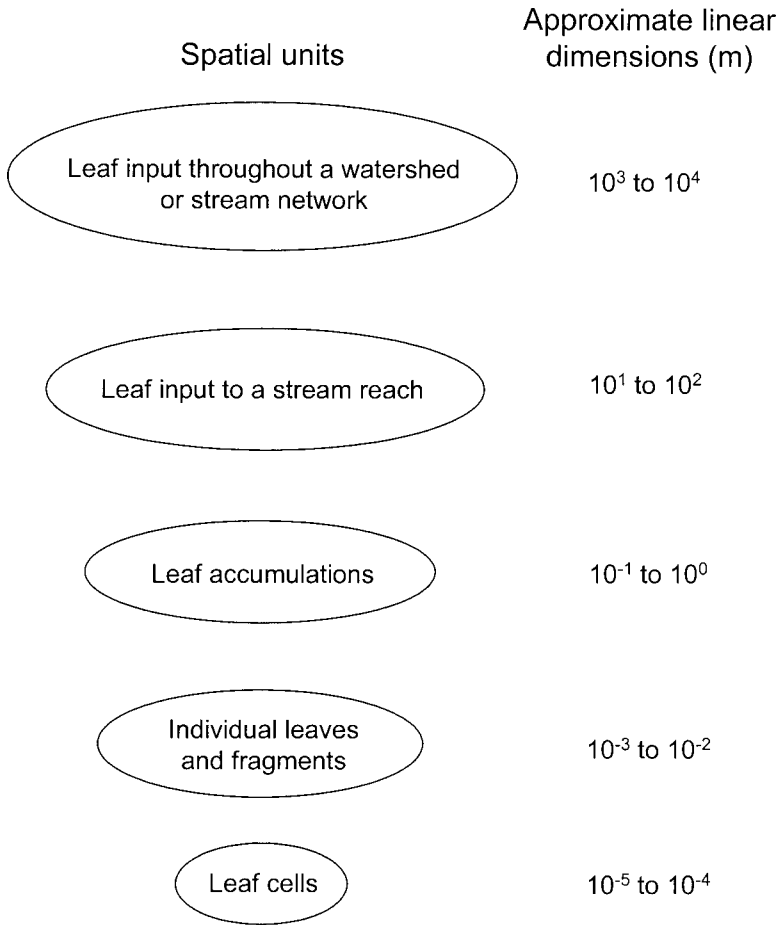 Spatial units
Approximate linear
dimensions (m)
Leaf input throughout a watershed
or stream network
10³ to 10⁴
Leaf input to a stream reach
10¹ to 10²
Leaf accumulations
10⁻¹ to 10⁰
Individual leaves
and fragments
10⁻³ to 10⁻²
Leaf cells
10⁻⁵ to 10⁻⁴